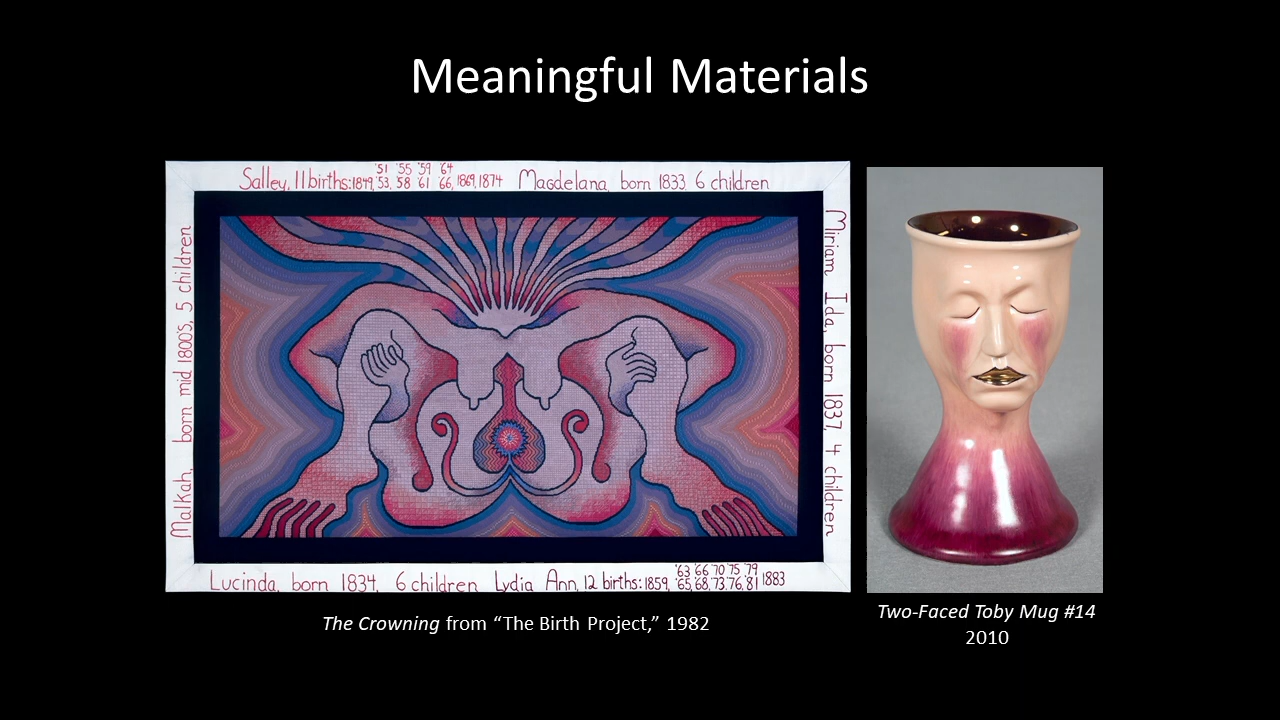 Meaningful Materials
'51 '55 '59 '64
Salley, 11 births: 1849, '53, '58 '61 '66, 1869, 1874 Magdelana, born 1833 6 children
Malkah, born mid 1800'S, 5 children
Miriam Ida, born 1837, 4 children
'63 '66 '70 '75 '79
Lucinda, born 1834, 6 children Lydia Ann, 12 births: 1859, '65, '68, '73, '76, '81 1883
The Crowning from “The Birth Project,” 1982
Two-Faced Toby Mug #14
2010